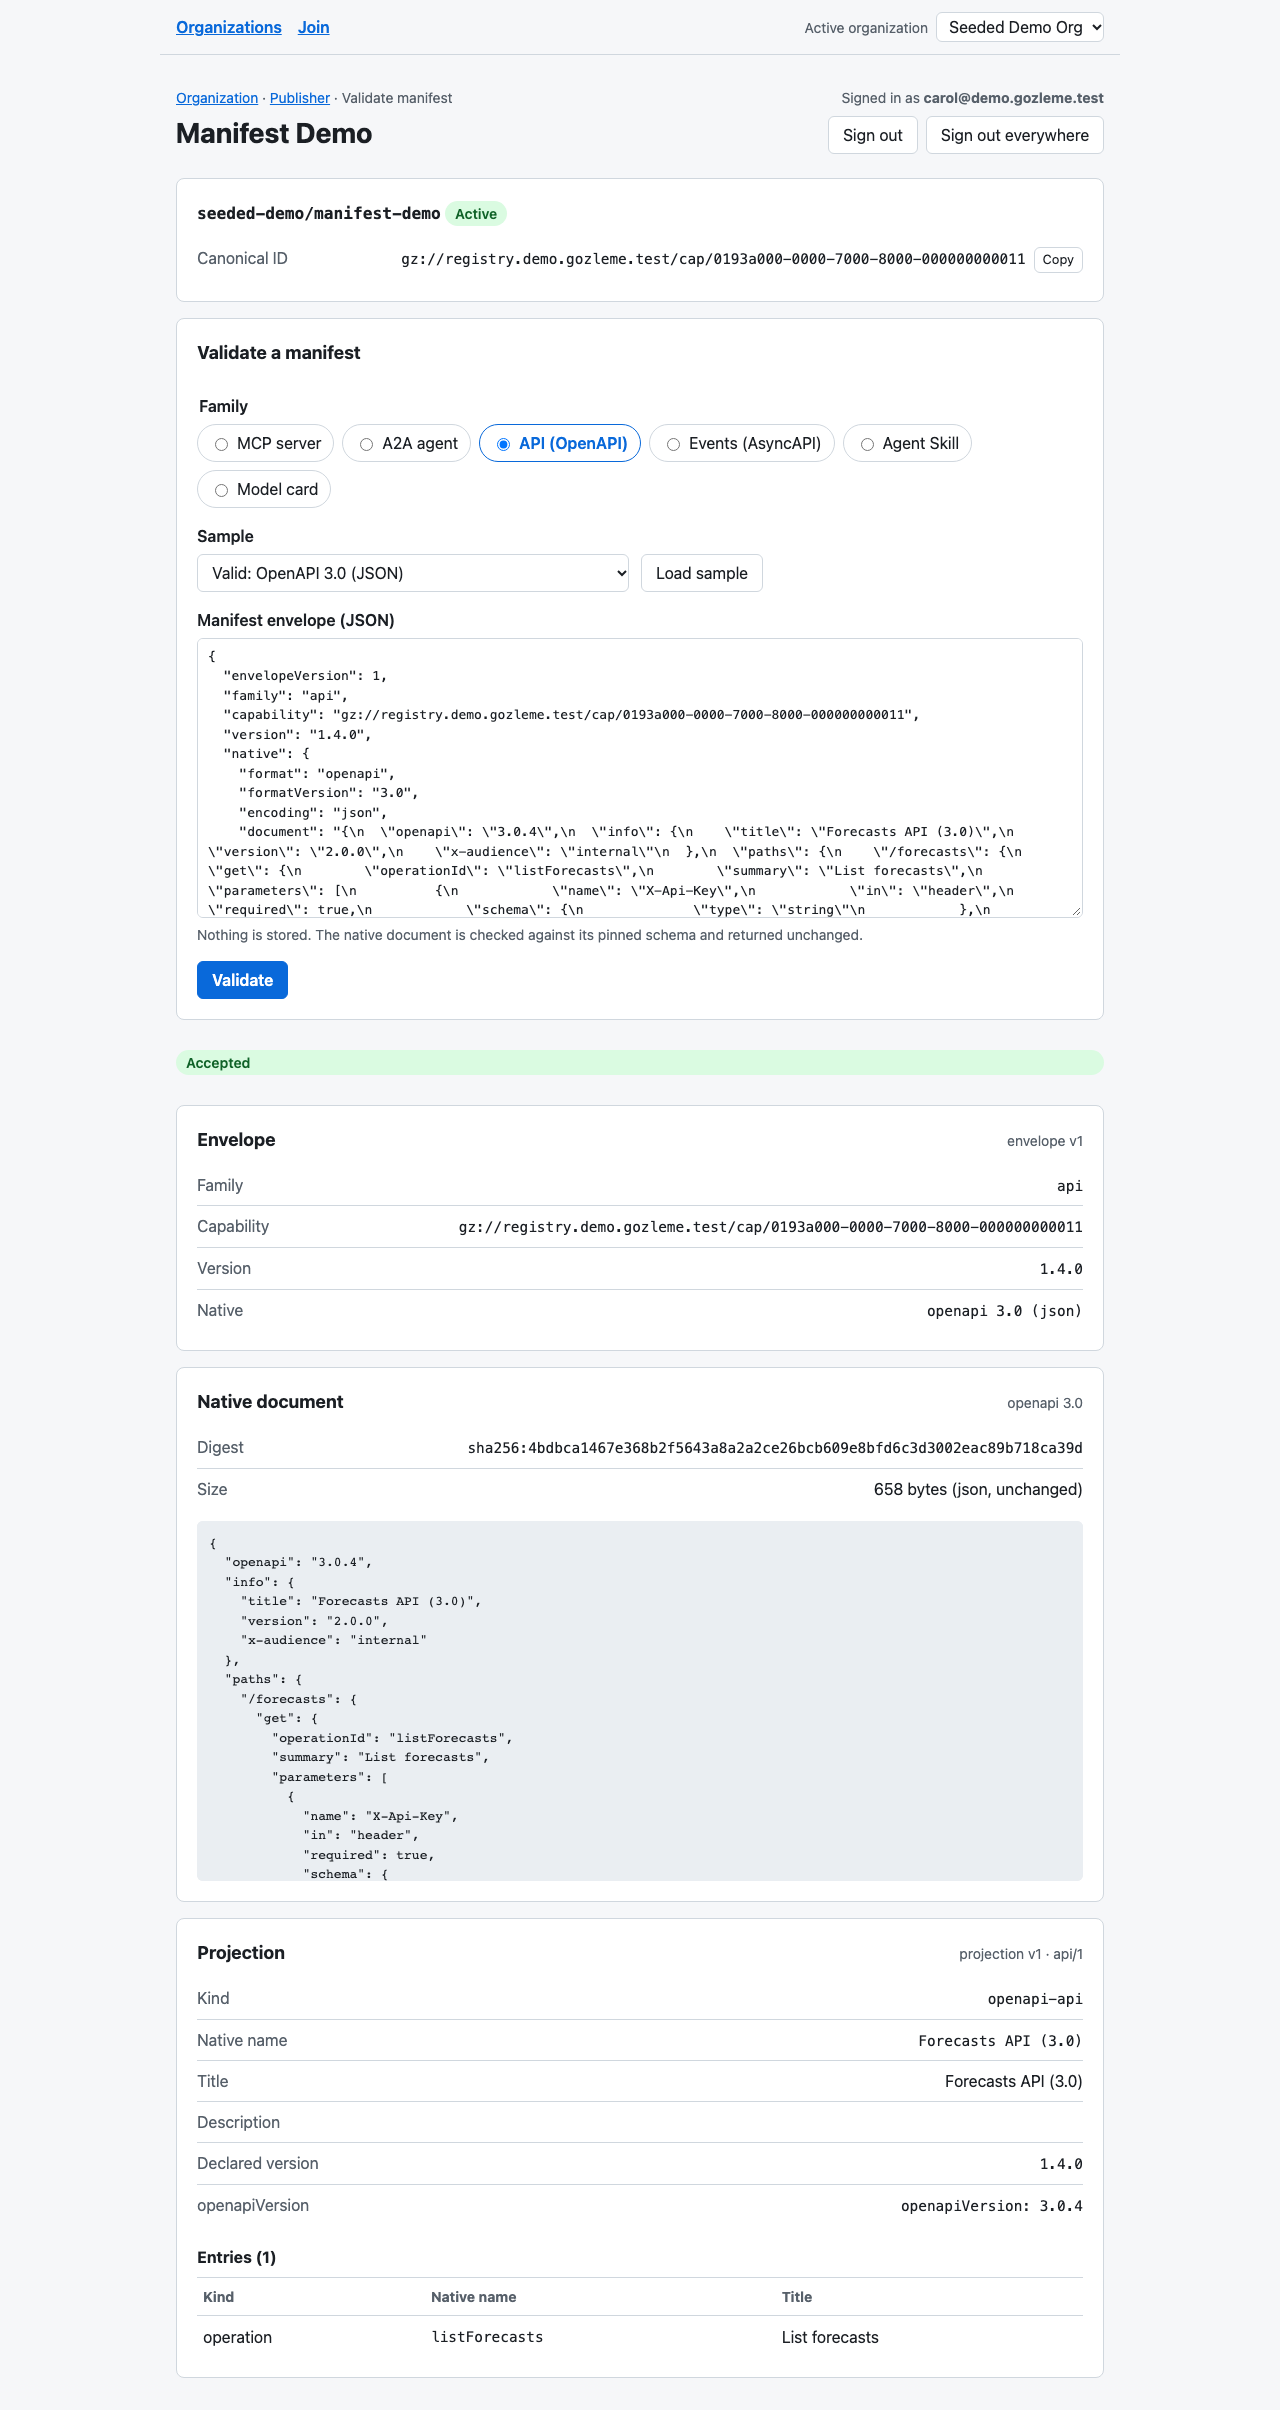 Organizations Join Active organization Seeded Demo Org
Organization · Publisher · Validate manifest
Signed in as carol@demo.gozleme.test
Manifest Demo
Sign out Sign out everywhere
seeded-demo/manifest-demo Active
Canonical ID gz://registry.demo.gozleme.test/cap/0193a000-0000-7000-8000-000000000011 Copy
Validate a manifest
Family
MCP server A2A agent API (OpenAPI) Events (AsyncAPI) Agent Skill
Model card
Sample
Valid: OpenAPI 3.0 (JSON) Load sample
Manifest envelope (JSON)
{
  "envelopeVersion": 1,
  "family": "api",
  "capability": "gz://registry.demo.gozleme.test/cap/0193a000-0000-7000-8000-000000000011",
  "version": "1.4.0",
  "native": {
    "format": "openapi",
    "formatVersion": "3.0",
    "encoding": "json",
    "document": "{\n  \"openapi\": \"3.0.4\",\n  \"info\": {\n    \"title\": \"Forecasts API (3.0)\",\n
\"version\": \"2.0.0\",\n    \"x-audience\": \"internal\"\n  },\n  \"paths\": {\n    \"/forecasts\": {\n
\"get\": {\n        \"operationId\": \"listForecasts\",\n        \"summary\": \"List forecasts\",\n
\"parameters\": [\n          {\n            \"name\": \"X-Api-Key\",\n            \"in\": \"header\",\n
\"required\": true,\n            \"schema\": {\n              \"type\": \"string\"\n            },\n
Nothing is stored. The native document is checked against its pinned schema and returned unchanged.
Validate
Accepted
Envelope envelope v1
Family api
Capability gz://registry.demo.gozleme.test/cap/0193a000-0000-7000-8000-000000000011
Version 1.4.0
Native openapi 3.0 (json)
Native document openapi 3.0
Digest sha256:4bdbca1467e368b2f5643a8a2a2ce26bcb609e8bfd6c3d3002eac89b718ca39d
Size 658 bytes (json, unchanged)
{
  "openapi": "3.0.4",
  "info": {
    "title": "Forecasts API (3.0)",
    "version": "2.0.0",
    "x-audience": "internal"
  },
  "paths": {
    "/forecasts": {
      "get": {
        "operationId": "listForecasts",
        "summary": "List forecasts",
        "parameters": [
          {
            "name": "X-Api-Key",
            "in": "header",
            "required": true,
            "schema": {
Projection projection v1 · api/1
Kind openapi-api
Native name Forecasts API (3.0)
Title Forecasts API (3.0)
Description
Declared version 1.4.0
openapiVersion openapiVersion: 3.0.4
Entries (1)
Kind Native name Title
operation listForecasts List forecasts